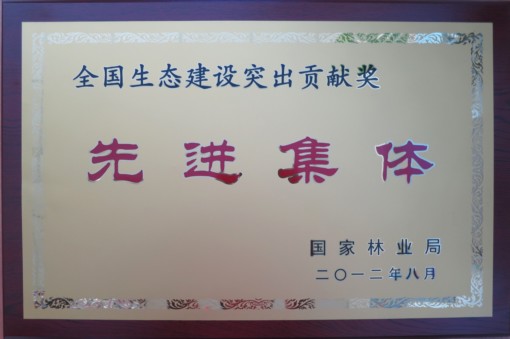 全国生态建设突出贡献奖
先进集体
国家林业局
二〇一二年八月